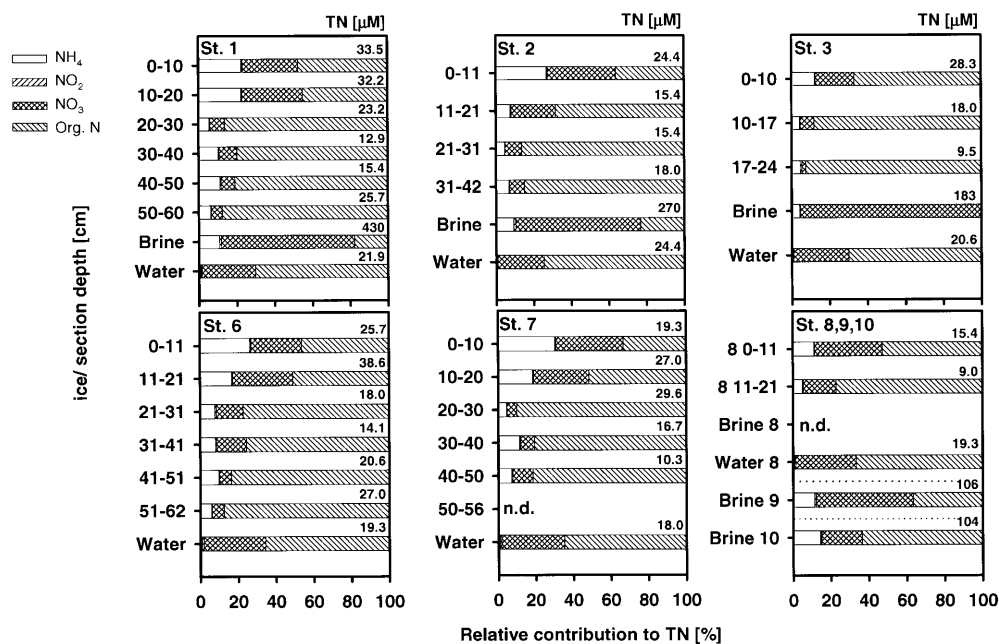 TN [µM] TN [µM] TN [µM]
NH4
NO2
NO3
Org. N
ice/ section depth [cm]
St. 1
33.5
0-10
32.2
10-20
23.2
20-30
12.9
30-40
15.4
40-50
25.7
50-60
430
Brine
21.9
Water
St. 2
24.4
0-11
15.4
11-21
15.4
21-31
18.0
31-42
270
Brine
24.4
Water
St. 3
28.3
0-10
18.0
10-17
9.5
17-24
183
Brine
20.6
Water
St. 6
25.7
0-11
38.6
11-21
18.0
21-31
14.1
31-41
20.6
41-51
27.0
51-62
19.3
Water
0 20 40 60 80 100
St. 7
19.3
0-10
27.0
10-20
29.6
20-30
16.7
30-40
10.3
40-50
50-56 n.d.
18.0
Water
0 20 40 60 80 100
St. 8,9,10
15.4
8 0-11
9.0
8 11-21
Brine 8 n.d.
19.3
Water 8
106
Brine 9
104
Brine 10
0 20 40 60 80 100
Relative contribution to TN [%]